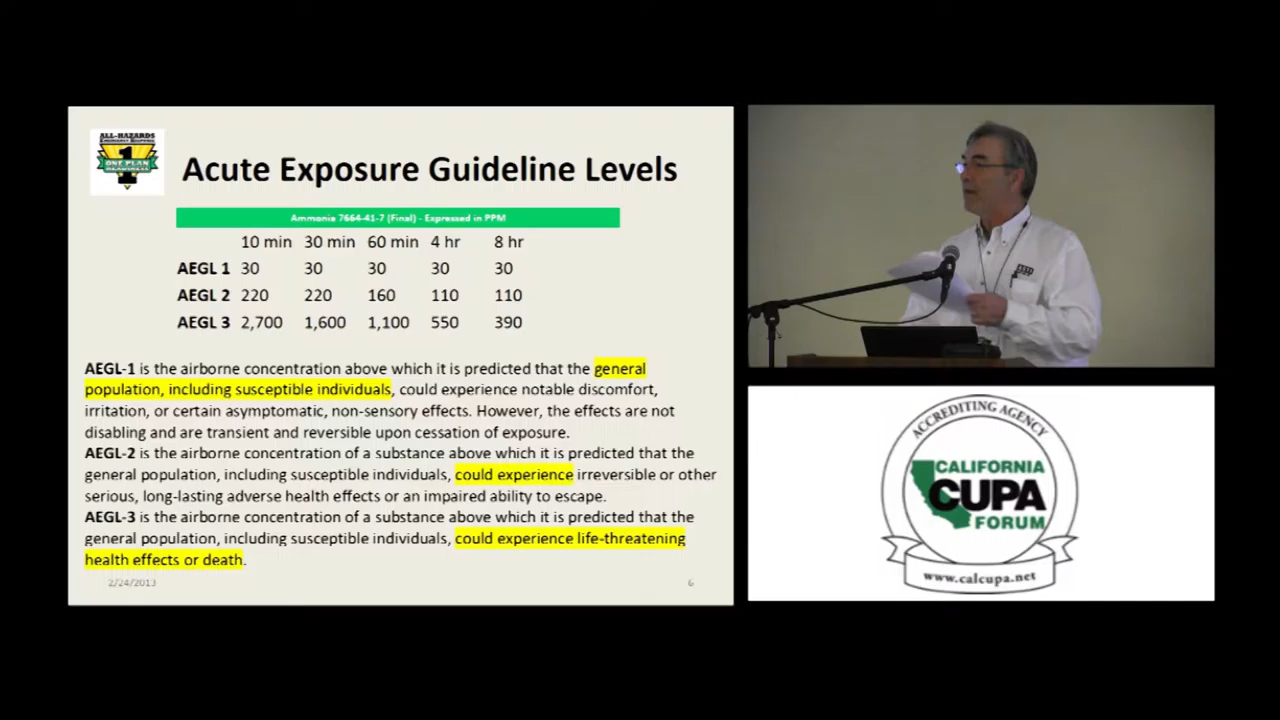 ALL-HAZARDS
1
ONE PLAN
READINESS
Acute Exposure Guideline Levels
Ammonia 7664-41-7 (Final) - Expressed in PPM
10 min 30 min 60 min 4 hr 8 hr
AEGL 1 30 30 30 30 30
AEGL 2 220 220 160 110 110
AEGL 3 2,700 1,600 1,100 550 390
AEGL-1 is the airborne concentration above which it is predicted that the general
population, including susceptible individuals, could experience notable discomfort,
irritation, or certain asymptomatic, non-sensory effects. However, the effects are not
disabling and are transient and reversible upon cessation of exposure.
AEGL-2 is the airborne concentration of a substance above which it is predicted that the
general population, including susceptible individuals, could experience irreversible or other
serious, long-lasting adverse health effects or an impaired ability to escape.
AEGL-3 is the airborne concentration of a substance above which it is predicted that the
general population, including susceptible individuals, could experience life-threatening
health effects or death.
2/24/2013 6
ACCREDITING AGENCY
CALIFORNIA
CUPA
FORUM
www.calcupa.net